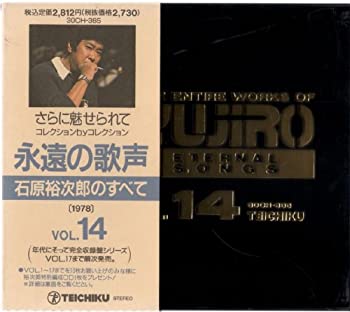 税込定価2,812円(税抜価格2,730)
30CH-365
さらに魅せられて
コレクションbyコレクション
永遠の歌声
石原裕次郎のすべて
[1978]
VOL.14
(年代にそって完全収録盤シリーズ
VOL.17まで順次発売。)
TEICHIKU STEREO
ENTIRE WORKS OF
YUJIRO
ETERNAL
SONGS
14
30CH-365
TEICHIKU